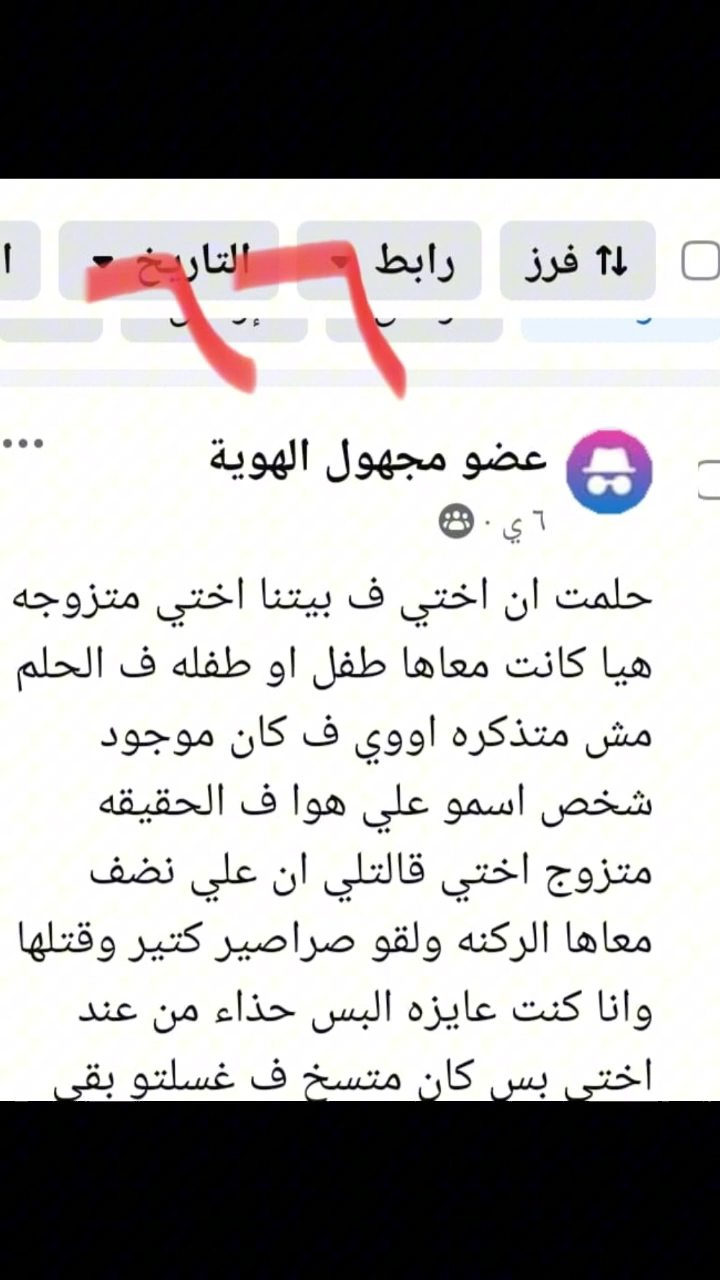 فرز رابط التاريخ ا
عضو مجهول الهوية
٦ ي ·
حلمت ان اختي ف بيتنا اختي متزوجه
هيا كانت معاها طفل او طفله ف الحلم
مش متذكره اووي ف كان موجود
شخص اسمو علي هوا ف الحقيقه
متزوج اختي قالتلي ان علي نضف
معاها الركنه ولقو صراصير كتير وقتلها
وانا كنت عايزه البس حذاء من عند
اختي بس كان متسخ ف غسلتو بقي